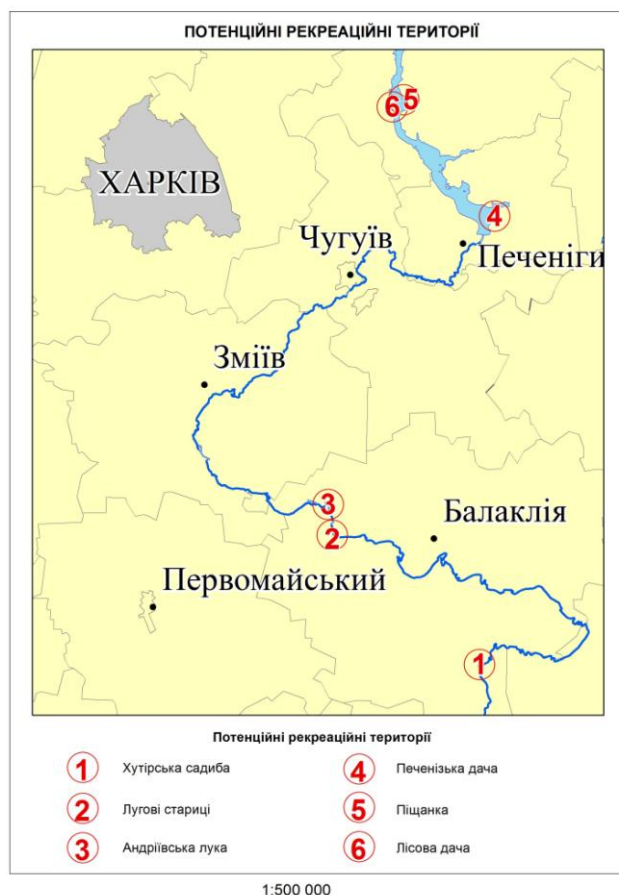 ПОТЕНЦІЙНІ РЕКРЕАЦІЙНІ ТЕРИТОРІЇ
5
6
ХАРКІВ
4
Чугуїв
Печеніги
Зміїв
3
Балаклія
2
Первомайський
1
Потенційні рекреаційні території
1 Хутірська садиба
4 Печенізька дача
2 Лугові стариці
5 Піщанка
3 Андріївська лука
6 Лісова дача
1:500 000